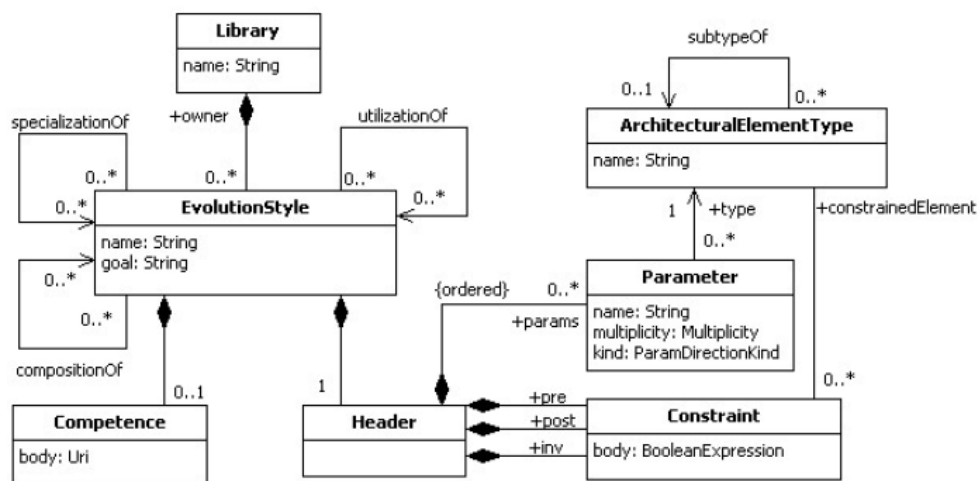 Library
name: String
subtypeOf
+owner
specializationOf
utilizationOf
0..1
0..*
ArchitecturalElementType
name: String
0..*
0..*
0..*
0..*
0..*
EvolutionStyle
name: String
goal: String
1
+type
+constrainedElement
0..*
0..*
0..*
compositionOf
{ordered}
0..*
+params
Parameter
name: String
multiplicity: Multiplicity
kind: ParamDirectionKind
0..1
1
0..*
Competence
body: Uri
Header
+pre
+post
+inv
Constraint
body: BooleanExpression